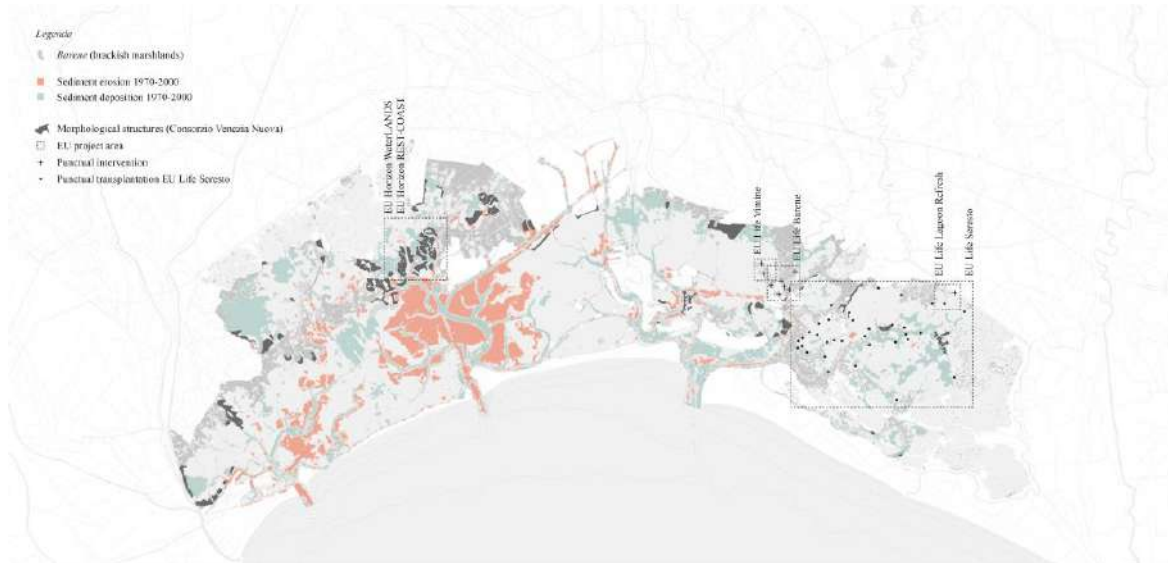 Legenda
Barene (brackish marshlands)
Sediment erosion 1970-2000
Sediment deposition 1970-2000
Morphological structures (Consorzio Venezia Nuova)
EU project area
Punctual intervention
Punctual transplantation EU Life Seresto
EU Horizon WaterLANDS
EU Horizon REST-COAST
EU Life Vimine
EU Life Barene
EU Life Lagoon Refresh
EU Life Seresto